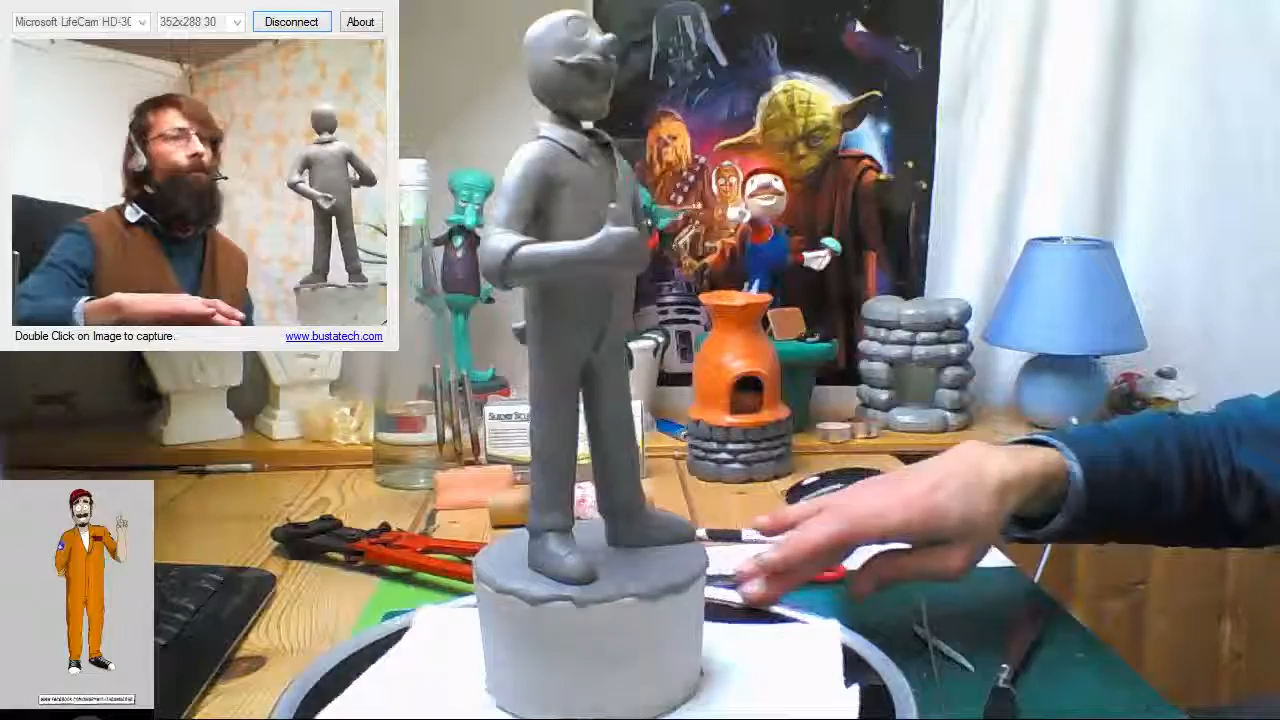 Microsoft LifeCam HD-30
352x288 30
Disconnect
About
Double Click on Image to capture.
www.bustatech.com